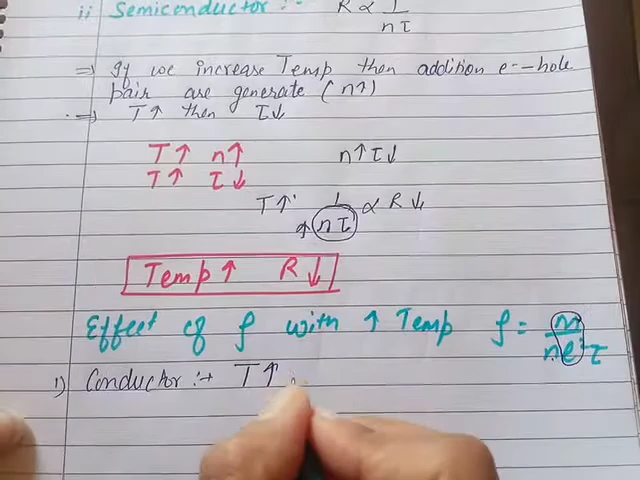 ii Semiconductor :- R ∝ 1/nτ
⇒ If we increase Temp then addition e--hole
pair are generate (n↑)
⇒ T↑ then τ↓
T↑ n↑ n↑ τ↓
T↑ τ↓
T↑ 1/nτ ∝ R↓
Temp↑ R↓
Effect of ρ with ↑ Temp ρ = m/ne²τ
1) Conductor :→ T↑